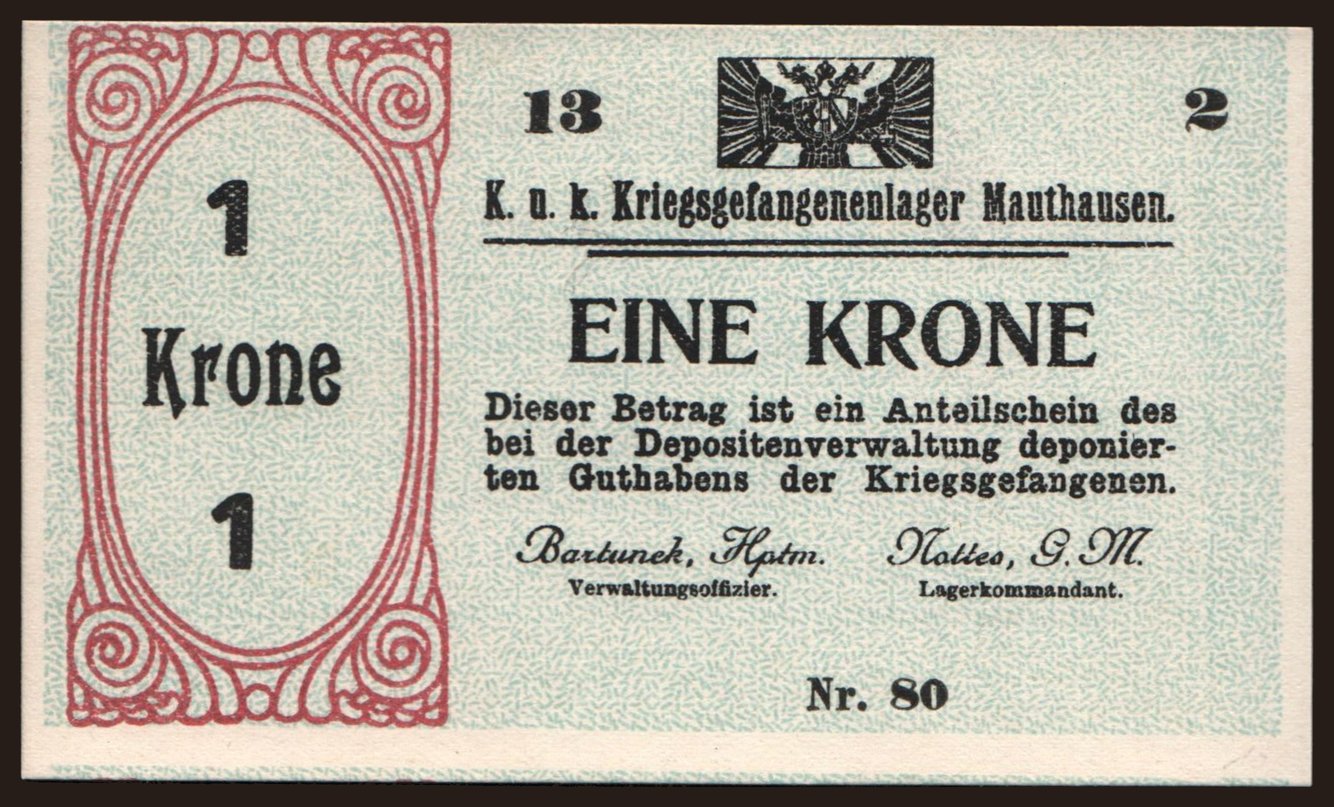 13 2
K. u. k. Kriegsgefangenenlager Mauthausen.
1
Krone
1
EINE KRONE
Dieser Betrag ist ein Anteilschein des
bei der Depositenverwaltung deponier-
ten Guthabens der Kriegsgefangenen.
Bartunek, Hptm. Nottes, G. M.
Verwaltungsoffizier. Lagerkommandant.
Nr. 80